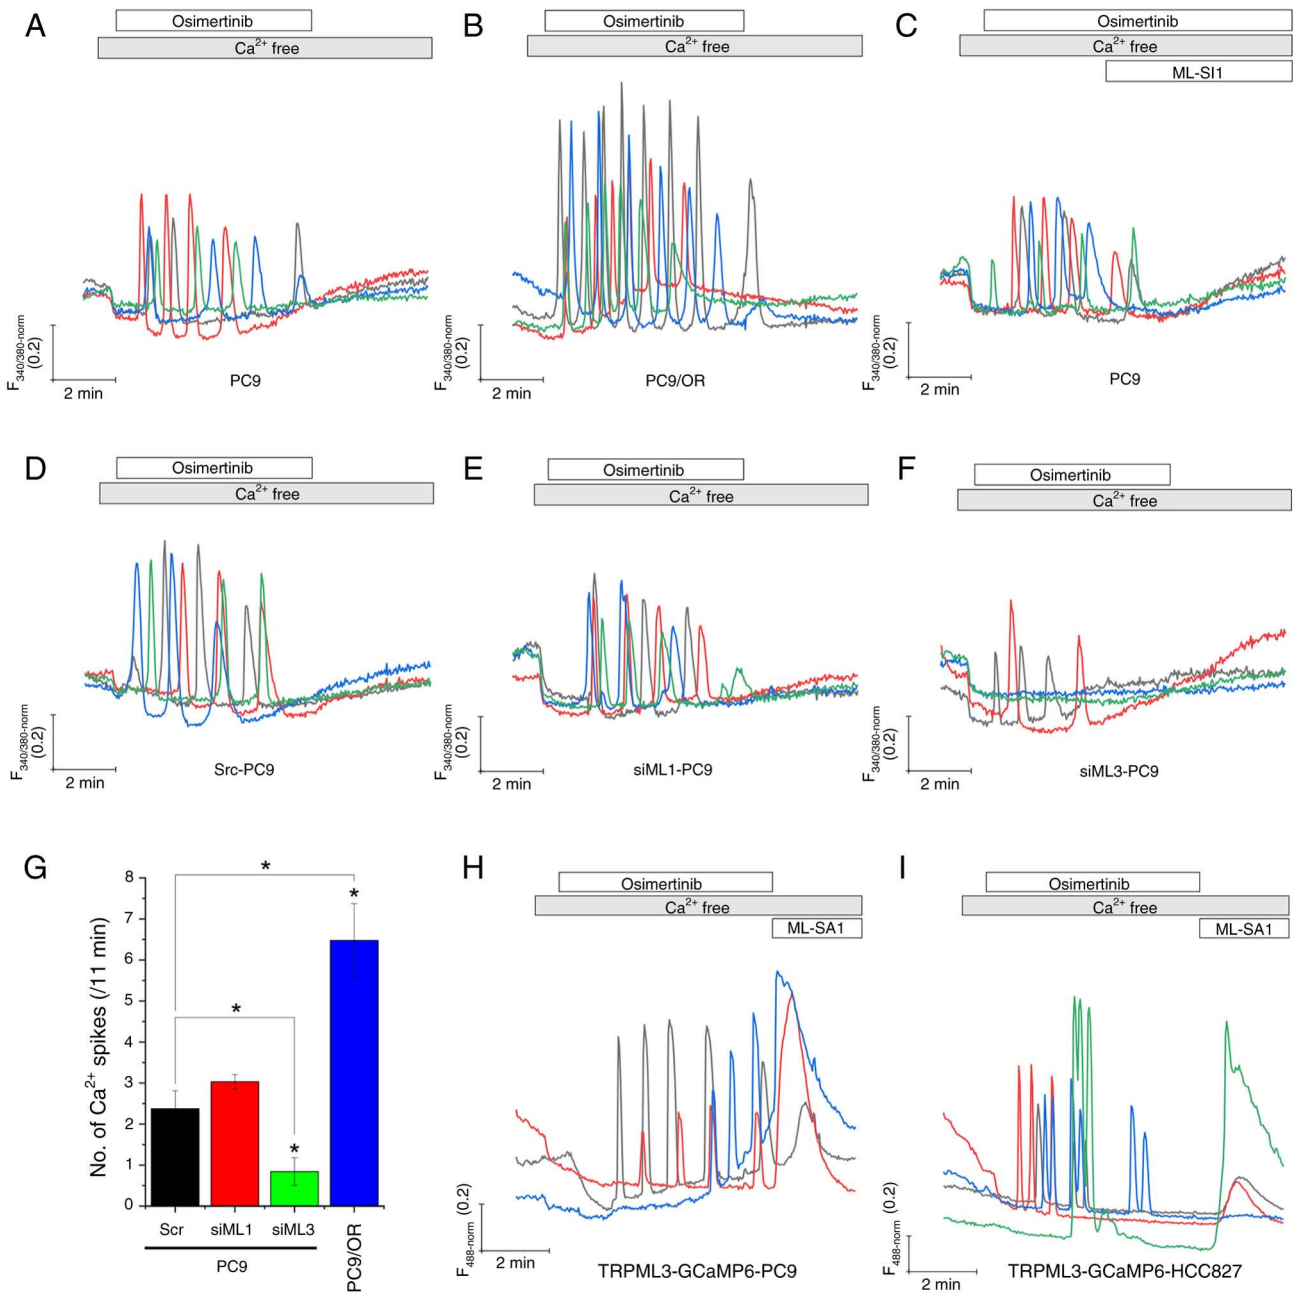 A
Osimertinib
Ca2+ free
F340/380-norm
(0.2)
2 min
PC9
B
Osimertinib
Ca2+ free
F340/380-norm
(0.2)
2 min
PC9/OR
C
Osimertinib
Ca2+ free
ML-SI1
F340/380-norm
(0.2)
2 min
PC9
D
Osimertinib
Ca2+ free
F340/380-norm
(0.2)
2 min
Src-PC9
E
Osimertinib
Ca2+ free
F340/380-norm
(0.2)
2 min
siML1-PC9
F
Osimertinib
Ca2+ free
F340/380-norm
(0.2)
2 min
siML3-PC9
G
No. of Ca2+ spikes (/11 min)
8
7
6
5
4
3
2
1
0
*
*
*
*
Scr
siML1
siML3
PC9/OR
PC9
H
Osimertinib
Ca2+ free
ML-SA1
F488-norm (0.2)
2 min
TRPML3-GCaMP6-PC9
I
Osimertinib
Ca2+ free
ML-SA1
F488-norm (0.2)
2 min
TRPML3-GCaMP6-HCC827